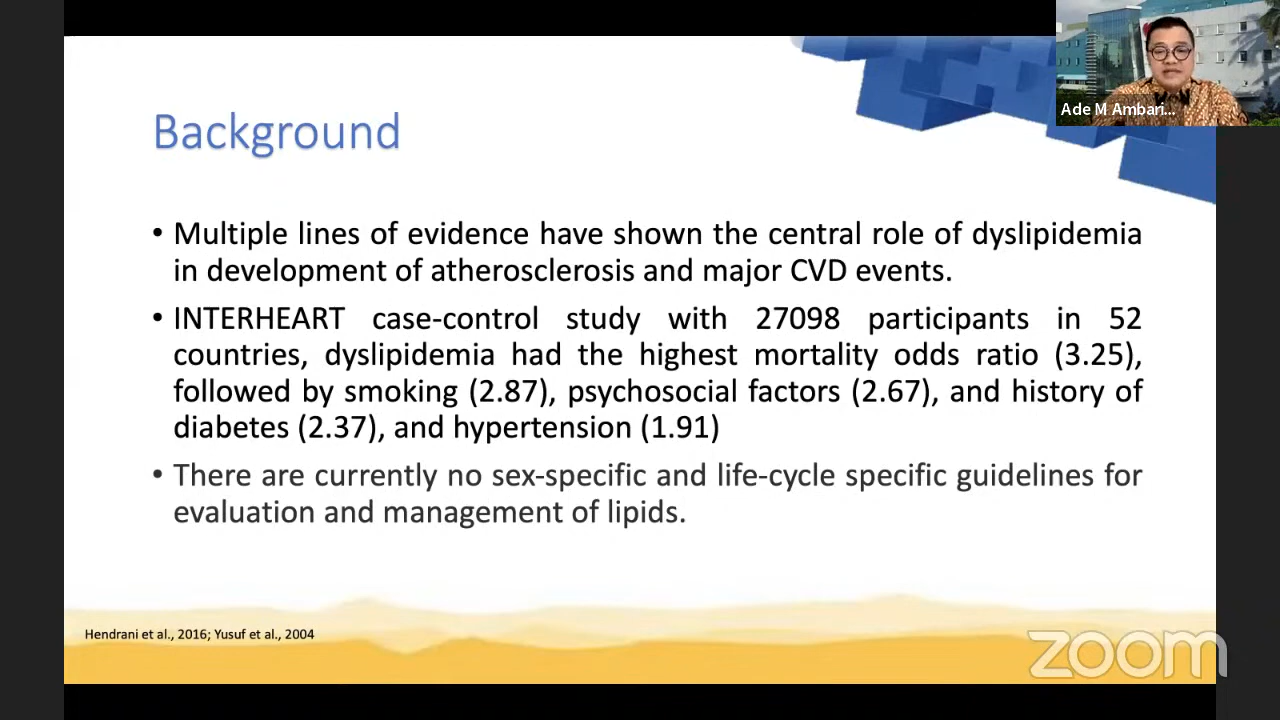 Ade M Ambari...
Background
• Multiple lines of evidence have shown the central role of dyslipidemia
in development of atherosclerosis and major CVD events.
• INTERHEART case-control study with 27098 participants in 52
countries, dyslipidemia had the highest mortality odds ratio (3.25),
followed by smoking (2.87), psychosocial factors (2.67), and history of
diabetes (2.37), and hypertension (1.91)
• There are currently no sex-specific and life-cycle specific guidelines for
evaluation and management of lipids.
Hendrani et al., 2016; Yusuf et al., 2004
zoom